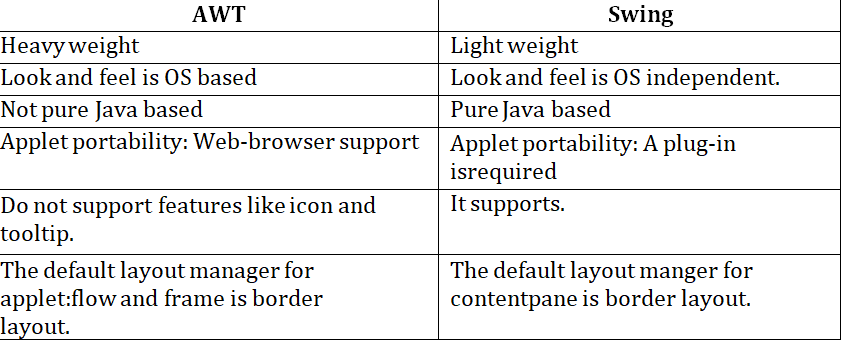 AWT
Swing
Heavy weight
Light weight
Look and feel is OS based
Look and feel is OS independent.
Not pure Java based
Pure Java based
Applet portability: Web-browser support
Applet portability: A plug-in
isrequired
Do not support features like icon and
tooltip.
It supports.
The default layout manager for
applet:flow and frame is border
layout.
The default layout manger for
contentpane is border layout.